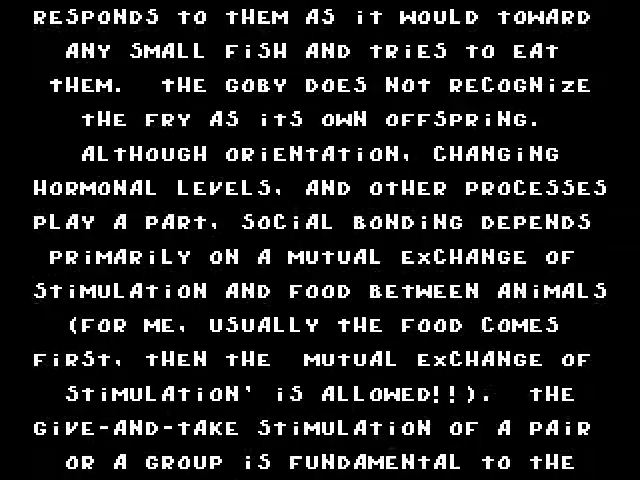 RESPONDS tO tHEM AS it WOULD tOWARD
ANY SMALL FiSH AND tRiES tO EAt
tHEM.  tHE GOBY DOES NOt RECOGNizE
tHE FRY AS itS OWN OFFSPRiNG.
ALtHOUGH ORiENtAtiON, CHANGiNG
HORMONAL LEVELS, AND OtHER PROCESSES
PLAY A PARt, SOCiAL BONDiNG DEPENDS
PRiMARiLY ON A MUtUAL ExCHANGE OF
StiMULAtiON AND FOOD BEtWEEN ANiMALS
(FOR ME, USUALLY tHE FOOD COMES
FiRSt, tHEN tHE  MUtUAL ExCHANGE OF
StiMULAtiON' iS ALLOWED!!).  tHE
GiVE-AND-tAKE StiMULAtiON OF A PAiR
OR A GROUP iS FUNDAMENtAL tO tHE